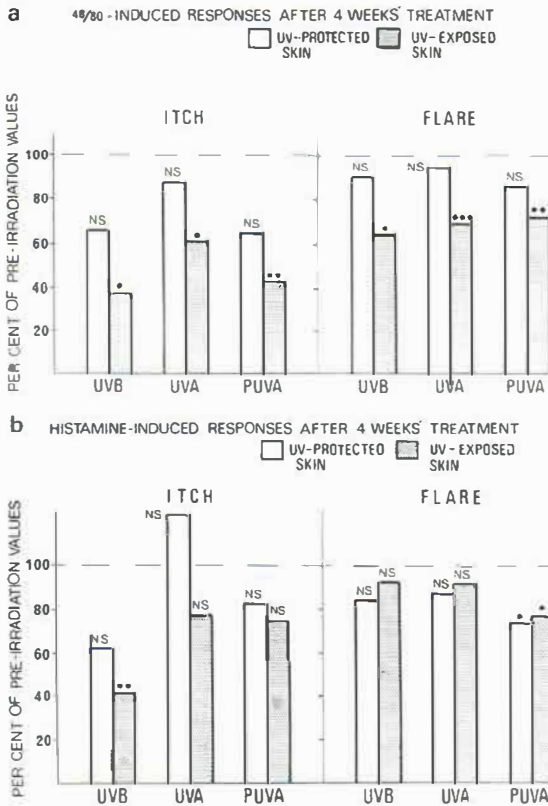 a 48/80 - INDUCED RESPONSES AFTER 4 WEEKS' TREATMENT
UV-PROTECTED SKIN
UV-EXPOSED SKIN
PER CENT OF PRE-IRRADIATION VALUES
ITCH
FLARE
100
80
60
40
20
NS
•
NS
•
NS
••
NS
•
NS
•••
NS
••
UVB
UVA
PUVA
UVB
UVA
PUVA
b HISTAMINE-INDUCED RESPONSES AFTER 4 WEEKS' TREATMENT
UV-PROTECTED SKIN
UV-EXPOSED SKIN
PER CENT OF PRE-IRRADIATION VALUES
ITCH
FLARE
100
80
60
40
20
NS
••
NS
NS
NS
NS
NS
NS
NS
NS
•
•
UVB
UVA
PUVA
UVB
UVA
PUVA